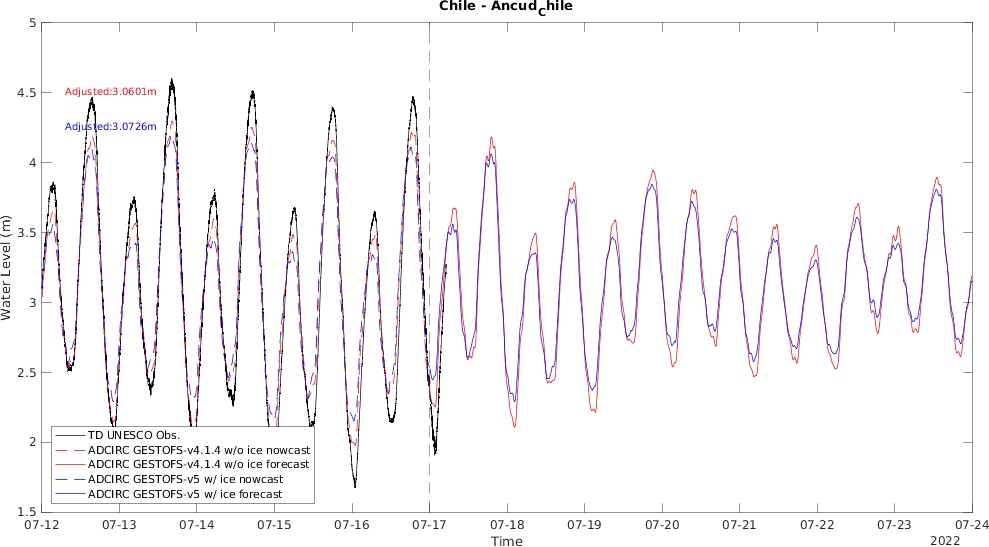 Chile - Ancud_Chile
Water Level (m)
5
4.5
4
3.5
3
2.5
2
1.5
Adjusted:3.0601m
Adjusted:3.0726m
TD UNESCO Obs.
ADCIRC GESTOFS-v4.1.4 w/o ice nowcast
ADCIRC GESTOFS-v4.1.4 w/o ice forecast
ADCIRC GESTOFS-v5 w/ ice nowcast
ADCIRC GESTOFS-v5 w/ ice forecast
07-12 07-13 07-14 07-15 07-16 07-17 07-18 07-19 07-20 07-21 07-22 07-23 07-24
Time
2022